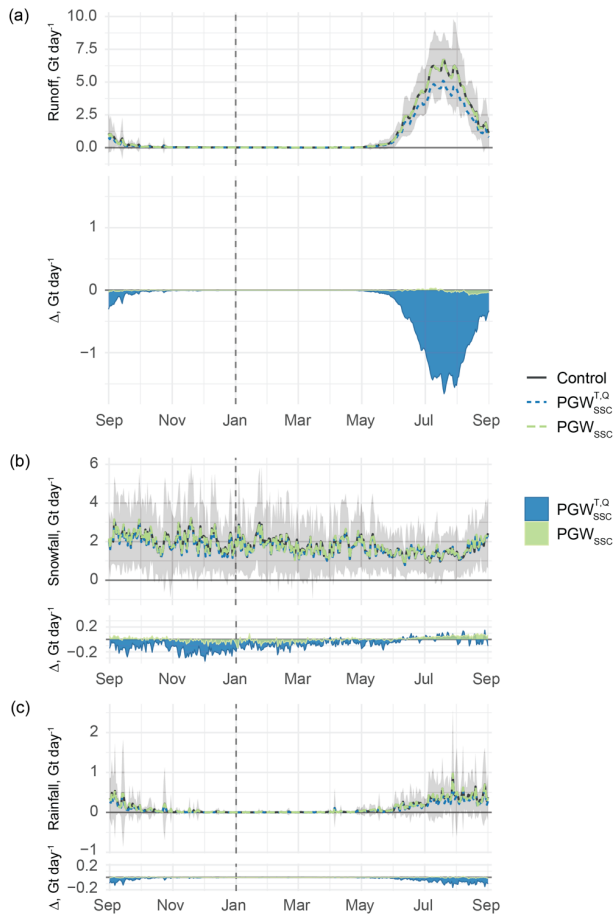 (a)
Runoff, Gt day⁻¹
10.0
7.5
5.0
2.5
0.0
Δ, Gt day⁻¹
1
0
−1
Sep Nov Jan Mar May Jul Sep
Control
PGW T,Q SSC
PGW SSC
(b)
Snowfall, Gt day⁻¹
6
4
2
0
Δ, Gt day⁻¹
0.2
−0.2
Sep Nov Jan Mar May Jul Sep
PGW T,Q SSC
PGW SSC
(c)
Rainfall, Gt day⁻¹
2
1
0
−1
Δ, Gt day⁻¹
0.2
−0.2
Sep Nov Jan Mar May Jul Sep